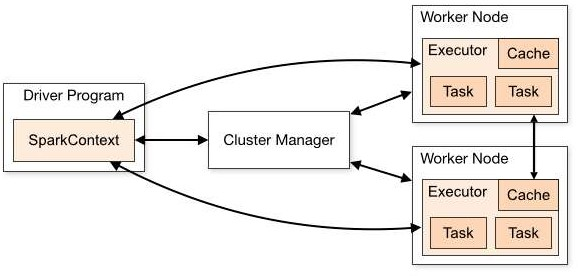 Driver Program
SparkContext
Cluster Manager
Worker Node
Executor
Cache
Task
Task
Worker Node
Executor
Cache
Task
Task